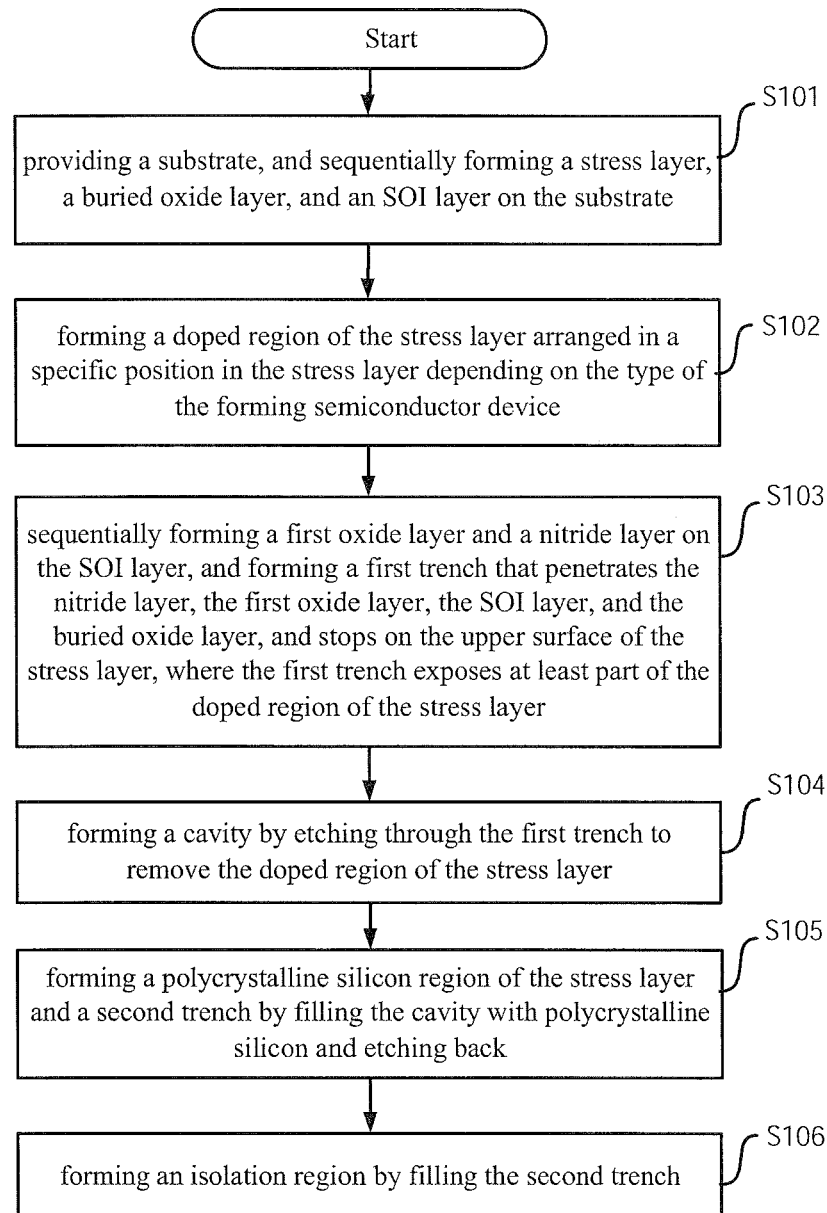 Start
S101
providing a substrate, and sequentially forming a stress layer,
a buried oxide layer, and an SOI layer on the substrate
S102
forming a doped region of the stress layer arranged in a
specific position in the stress layer depending on the type of
the forming semiconductor device
S103
sequentially forming a first oxide layer and a nitride layer on
the SOI layer, and forming a first trench that penetrates the
nitride layer, the first oxide layer, the SOI layer, and the
buried oxide layer, and stops on the upper surface of the
stress layer, where the first trench exposes at least part of the
doped region of the stress layer
S104
forming a cavity by etching through the first trench to
remove the doped region of the stress layer
S105
forming a polycrystalline silicon region of the stress layer
and a second trench by filling the cavity with polycrystalline
silicon and etching back
S106
forming an isolation region by filling the second trench